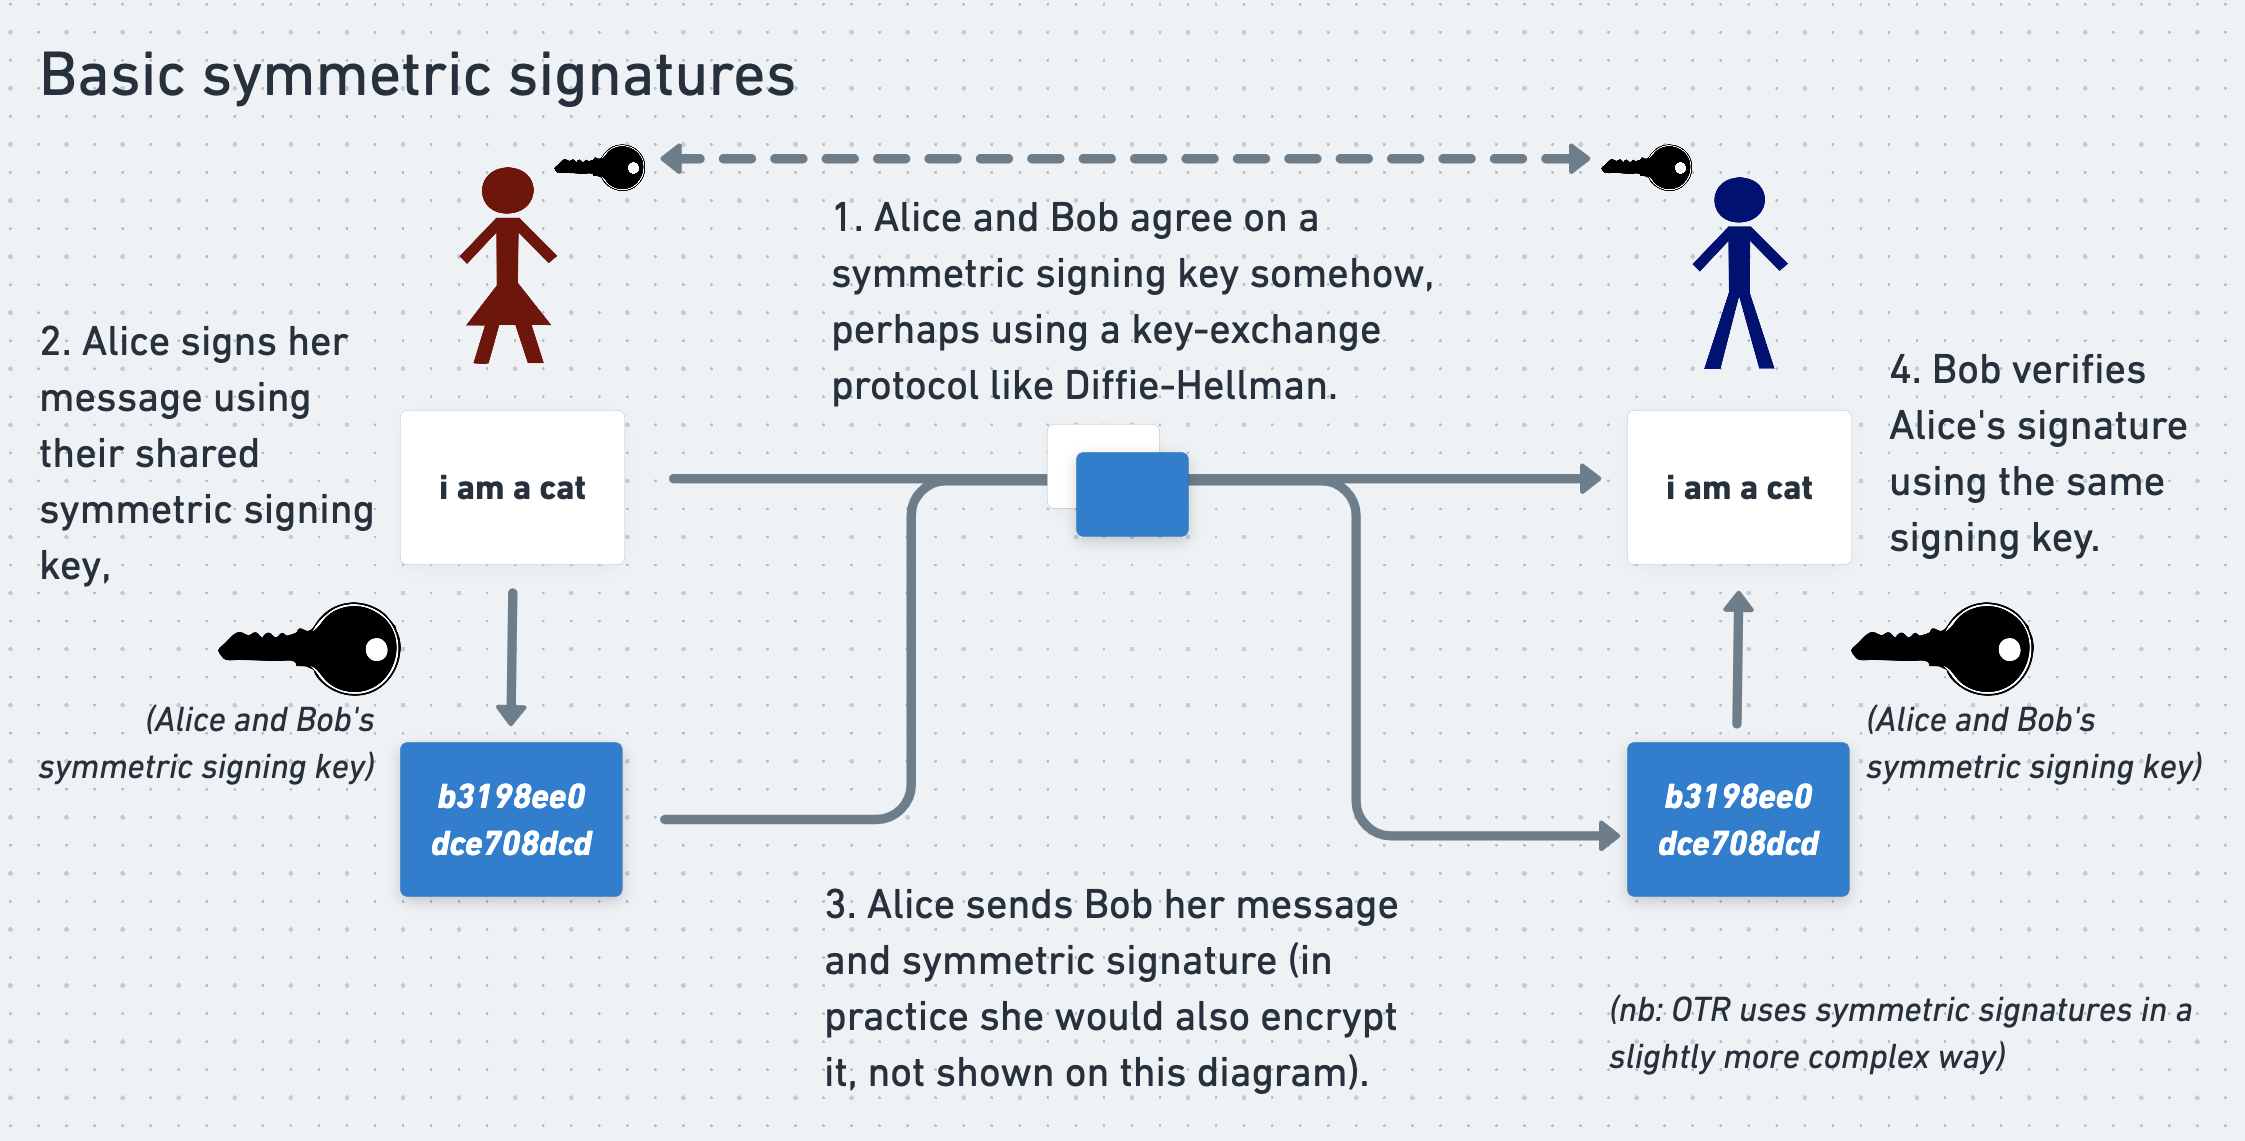 Basic symmetric signatures
1. Alice and Bob agree on a
symmetric signing key somehow,
perhaps using a key-exchange
protocol like Diffie-Hellman.
2. Alice signs her
message using
their shared
symmetric signing
key,
i am a cat
(Alice and Bob's
symmetric signing key)
b3198ee0
dce708dcd
3. Alice sends Bob her message
and symmetric signature (in
practice she would also encrypt
it, not shown on this diagram).
4. Bob verifies
Alice's signature
using the same
signing key.
i am a cat
(Alice and Bob's
symmetric signing key)
b3198ee0
dce708dcd
(nb: OTR uses symmetric signatures in a
slightly more complex way)